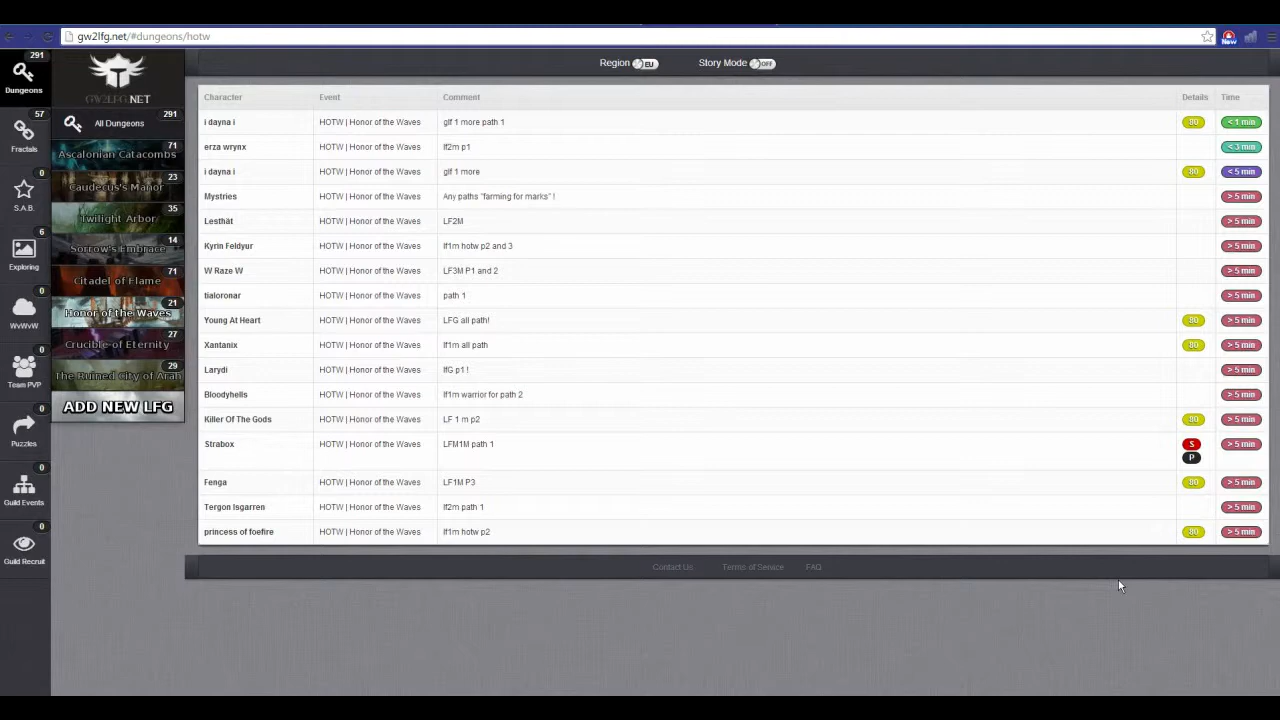 gw2lfg.net/#dungeons/hotw
New
291
Dungeons
57
Fractals
0
S.A.B.
6
Exploring
0
WvWvW
0
Team PVP
0
Puzzles
0
Guild Events
0
Guild Recruit
GW2LFG.NET
All Dungeons 291
Ascalonian Catacombs 71
Caudecus's Manor 23
Twilight Arbor 35
Sorrow's Embrace 14
Citadel of Flame 71
Honor of the Waves 21
Crucible of Eternity 27
The Ruined City of Arah 29
ADD NEW LFG
Region EU Story Mode OFF
Character Event Comment Details Time
i dayna i HOTW | Honor of the Waves glf 1 more path 1 80 < 1 min
erza wrynx HOTW | Honor of the Waves lf2m p1 < 3 min
i dayna i HOTW | Honor of the Waves glf 1 more 80 < 5 min
Mystries HOTW | Honor of the Waves Any paths "farming for marks" ! > 5 min
Lesthât HOTW | Honor of the Waves LF2M > 5 min
Kyrin Feldyur HOTW | Honor of the Waves lf1m hotw p2 and 3 > 5 min
W Raze W HOTW | Honor of the Waves LF3M P1 and 2 > 5 min
tialoronar HOTW | Honor of the Waves path 1 > 5 min
Young At Heart HOTW | Honor of the Waves LFG all path! 80 > 5 min
Xantanix HOTW | Honor of the Waves lf1m all path 80 > 5 min
Larydi HOTW | Honor of the Waves lfG p1 ! > 5 min
Bloodyhells HOTW | Honor of the Waves lf1m warrior for path 2 > 5 min
Killer Of The Gods HOTW | Honor of the Waves LF 1 m p2 80 > 5 min
Strabox HOTW | Honor of the Waves LFM1M path 1 S > 5 min
P
Fenga HOTW | Honor of the Waves LF1M P3 80 > 5 min
Tergon Isgarren HOTW | Honor of the Waves lf2m path 1 > 5 min
princess of foefire HOTW | Honor of the Waves lf1m hotw p2 80 > 5 min
Contact Us Terms of Service FAQ